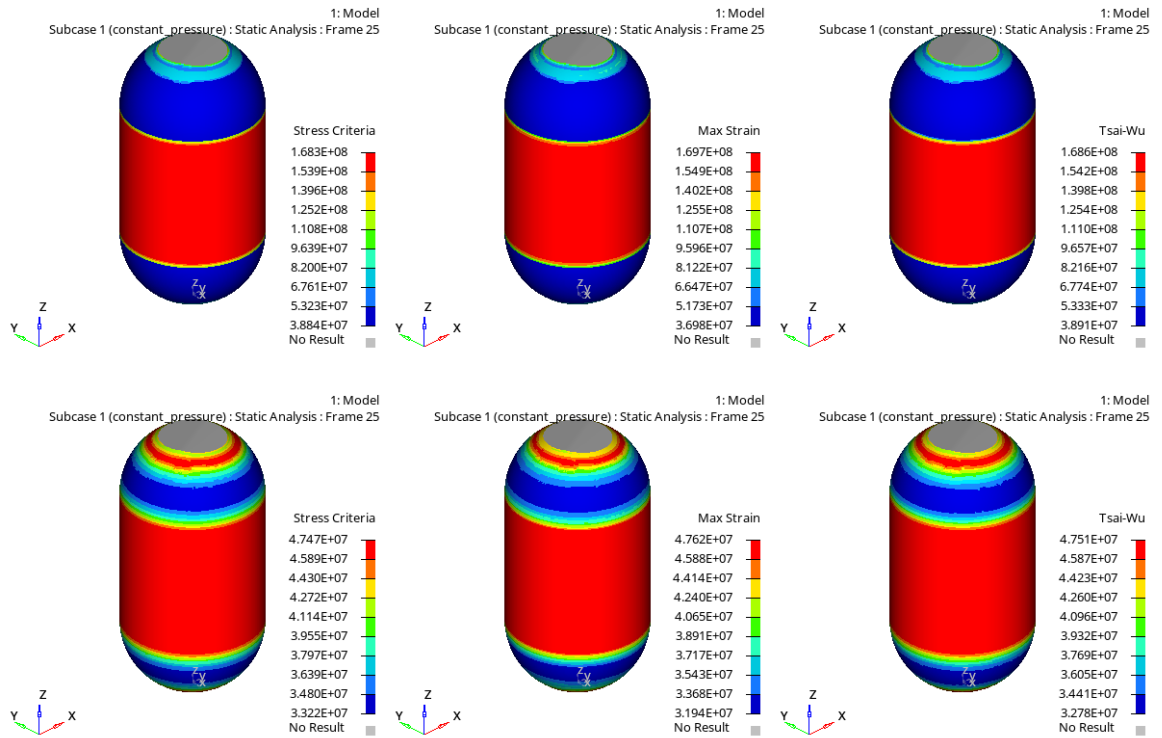 1: Model
Subcase 1 (constant_pressure) : Static Analysis : Frame 25
Stress Criteria
1.683E+08
1.539E+08
1.396E+08
1.252E+08
1.108E+08
9.639E+07
8.200E+07
6.761E+07
5.323E+07
3.884E+07
No Result
Z
Y
X
Z
Y
X
1: Model
Subcase 1 (constant_pressure) : Static Analysis : Frame 25
Max Strain
1.697E+08
1.549E+08
1.402E+08
1.255E+08
1.107E+08
9.596E+07
8.122E+07
6.647E+07
5.173E+07
3.698E+07
No Result
Z
Y
X
Z
Y
X
1: Model
Subcase 1 (constant_pressure) : Static Analysis : Frame 25
Tsai-Wu
1.686E+08
1.542E+08
1.398E+08
1.254E+08
1.110E+08
9.657E+07
8.216E+07
6.774E+07
5.333E+07
3.891E+07
No Result
Z
Y
X
Z
Y
X
1: Model
Subcase 1 (constant_pressure) : Static Analysis : Frame 25
Stress Criteria
4.747E+07
4.589E+07
4.430E+07
4.272E+07
4.114E+07
3.955E+07
3.797E+07
3.639E+07
3.480E+07
3.322E+07
No Result
Z
Y
X
Z
Y
X
1: Model
Subcase 1 (constant_pressure) : Static Analysis : Frame 25
Max Strain
4.762E+07
4.588E+07
4.414E+07
4.240E+07
4.065E+07
3.891E+07
3.717E+07
3.543E+07
3.368E+07
3.194E+07
No Result
Z
Y
X
Z
Y
X
1: Model
Subcase 1 (constant_pressure) : Static Analysis : Frame 25
Tsai-Wu
4.751E+07
4.587E+07
4.423E+07
4.260E+07
4.096E+07
3.932E+07
3.769E+07
3.605E+07
3.441E+07
3.278E+07
No Result
Z
Y
X
Z
Y
X